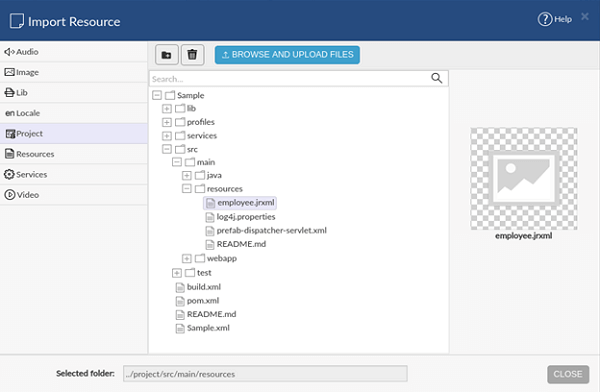 Import Resource
Help
Audio
Image
Lib
en Locale
Project
Resources
Services
Video
BROWSE AND UPLOAD FILES
Search...
Sample
lib
profiles
services
src
main
java
resources
employee.jrxml
log4j.properties
prefab-dispatcher-servlet.xml
README.md
webapp
test
build.xml
pom.xml
README.md
Sample.xml
employee.jrxml
Selected folder: ../project/src/main/resources
CLOSE